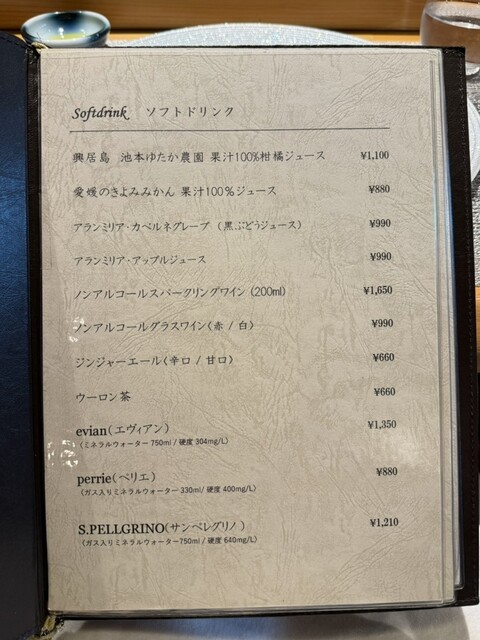 Softdrink ソフトドリンク
興居島 池本ゆたか農園 果汁100%柑橘ジュース ¥1,100
愛媛のきよみみかん 果汁100%ジュース ¥880
アランミリア・カベルネグレープ (黒ぶどうジュース) ¥990
アランミリア・アップルジュース ¥990
ノンアルコールスパークリングワイン (200ml) ¥1,650
ノンアルコールグラスワイン(赤 / 白) ¥990
ジンジャーエール(辛口 / 甘口) ¥660
ウーロン茶 ¥660
evian(エヴィアン) ¥1,350
(ミネラルウォーター 750ml / 硬度 304mg/L)
perrie(ペリエ) ¥880
(ガス入りミネラルウォーター 330ml/ 硬度 400mg/L)
S.PELLGRINO(サンペレグリノ) ¥1,210
(ガス入りミネラルウォーター750ml / 硬度 640mg/L)